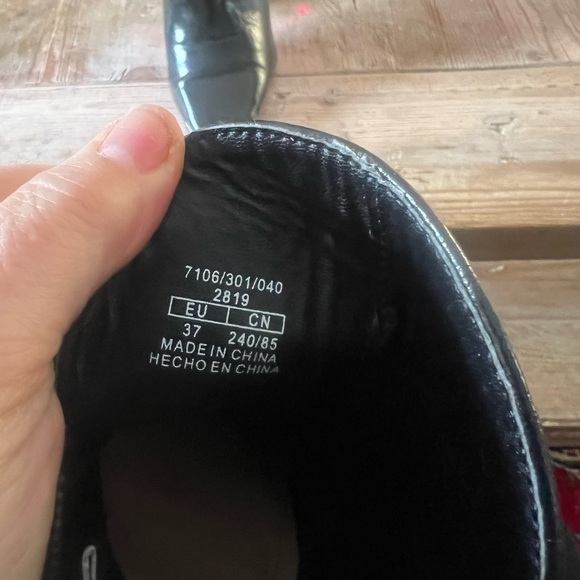 7106/301/040
2819
EU CN
37 240/85
MADE IN CHINA
HECHO EN CHINA